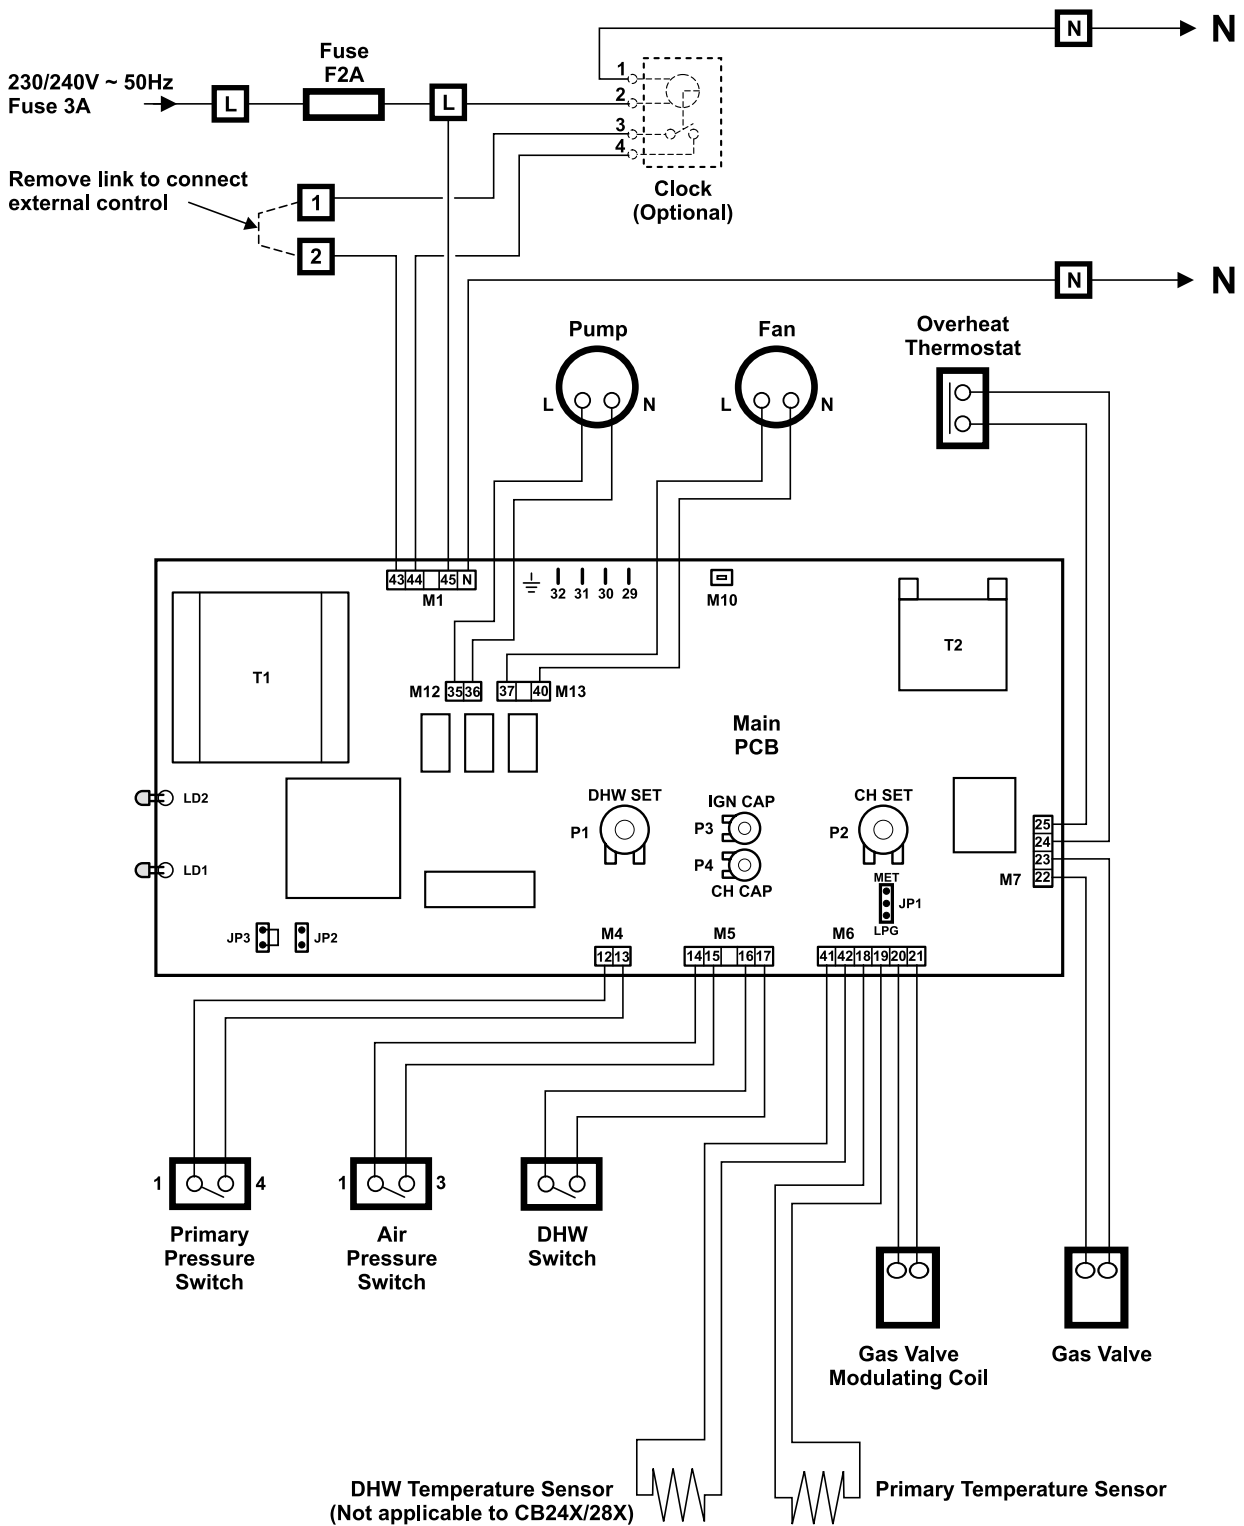 N N
Fuse
F2A
230/240V ~ 50Hz
Fuse 3A
L L
1
2
3
4
Clock
(Optional)
Remove link to connect
external control
1
2
N N
Pump
L N
Fan
L N
Overheat
Thermostat
43 44 45 N
M1
32 31 30 29
M10
T1
T2
M12 35 36
37 40 M13
Main
PCB
LD2
LD1
DHW SET
P1
IGN CAP
P3
P4
CH CAP
CH SET
P2
MET
JP1
LPG
25
24
23
22
M7
JP3
JP2
M4
12 13
M5
14 15 16 17
M6
41 42 18 19 20 21
1 4
Primary
Pressure
Switch
1 3
Air
Pressure
Switch
DHW
Switch
Gas Valve
Modulating Coil
Gas Valve
DHW Temperature Sensor
(Not applicable to CB24X/28X)
Primary Temperature Sensor